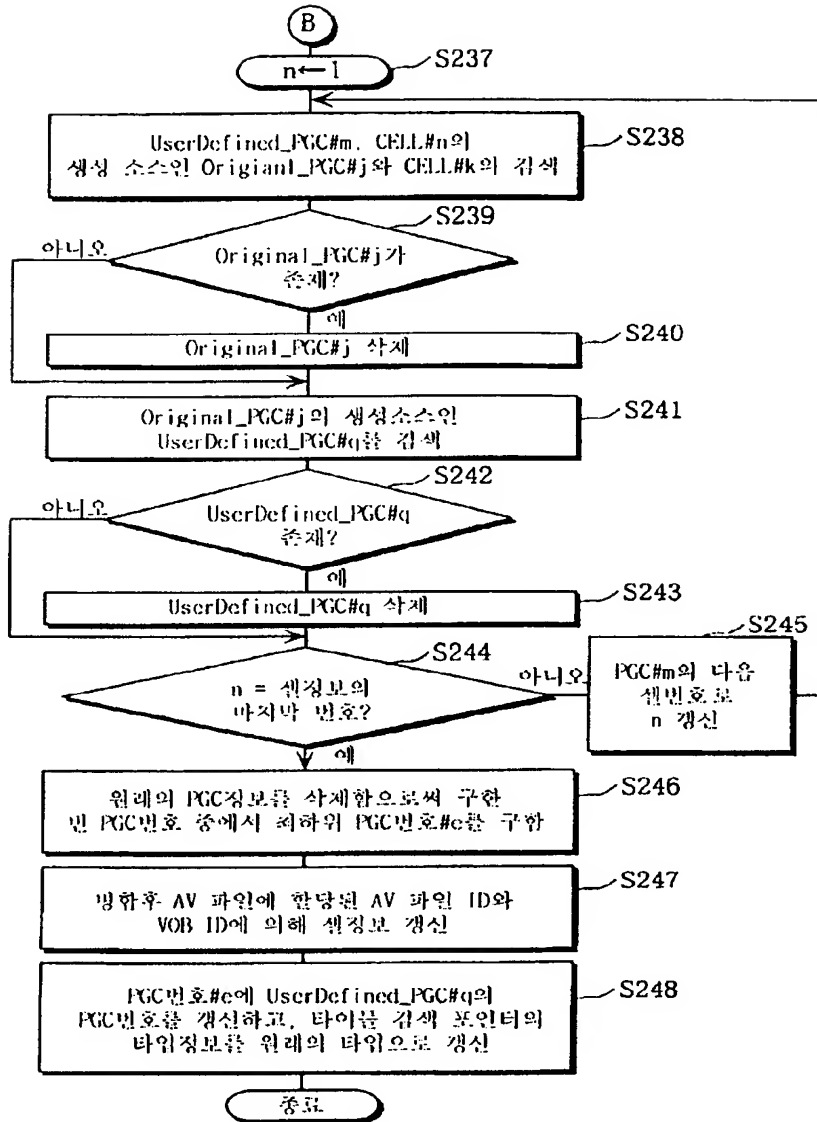 B
n←1
S237
UserDefined_PGC#m, CELL#n의
생성 소스인 Origianl_PGC#j와 CELL#k의 검색
S238
S239
아니오
Original_PGC#j가
존재?
예
Original_PGC#j 삭제
S240
Original_PGC#j의 생성소스인
UserDefined_PGC#q를 검색
S241
S242
아니오
UserDefined_PGC#q
존재?
예
UserDefined_PGC#q 삭제
S243
S244
n = 셀정보의
마지막 번호?
아니오
S245
PGC#m의 다음
셀번호로
n 갱신
예
원래의 PGC정보를 삭제함으로써 구한
빈 PGC번호 중에서 최하위 PGC번호#e를 구함
S246
병합후 AV 파일에 할당된 AV 파일 ID와
VOB ID에 의해 셀정보 갱신
S247
PGC번호#e에 UserDefined_PGC#q의
PGC번호를 갱신하고, 타이틀 검색 포인터의
타입정보를 원래의 타입으로 갱신
S248
종료